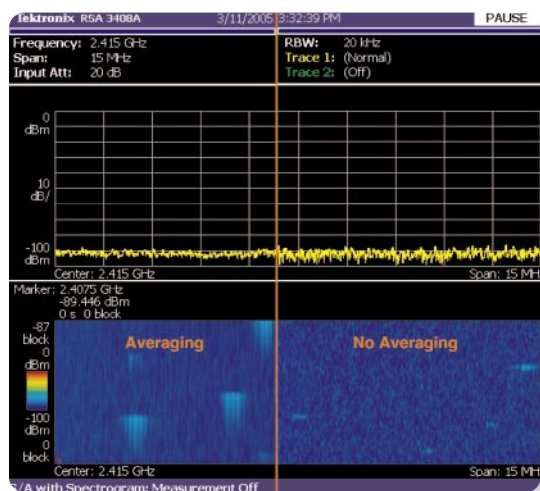 Tektronix RSA 3408A 3/11/2005 3:32:39 PM PAUSE
Frequency: 2.415 GHz RBW: 20 kHz
Span: 15 MHz Trace 1: (Normal)
Input Att: 20 dB Trace 2: (Off)
0
dBm
10
dB/
-100
dBm
Center: 2.415 GHz Span: 15 MH
Marker: 2.4075 GHz
-89.446 dBm
0 s 0 block
-87
block
Averaging No Averaging
0
dBm
-100
dBm
0
block
Center: 2.415 GHz Span: 15 MH
S/A with Spectrogram: Measurement Off